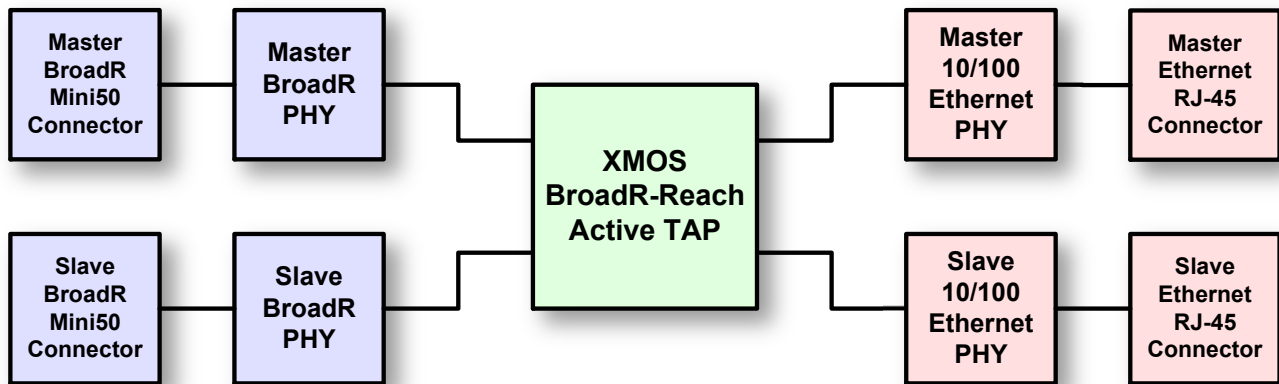 Master
BroadR
Mini50
Connector
Master
BroadR
PHY
XMOS
BroadR-Reach
Active TAP
Master
10/100
Ethernet
PHY
Master
Ethernet
RJ-45
Connector
Slave
BroadR
Mini50
Connector
Slave
BroadR
PHY
Slave
10/100
Ethernet
PHY
Slave
Ethernet
RJ-45
Connector